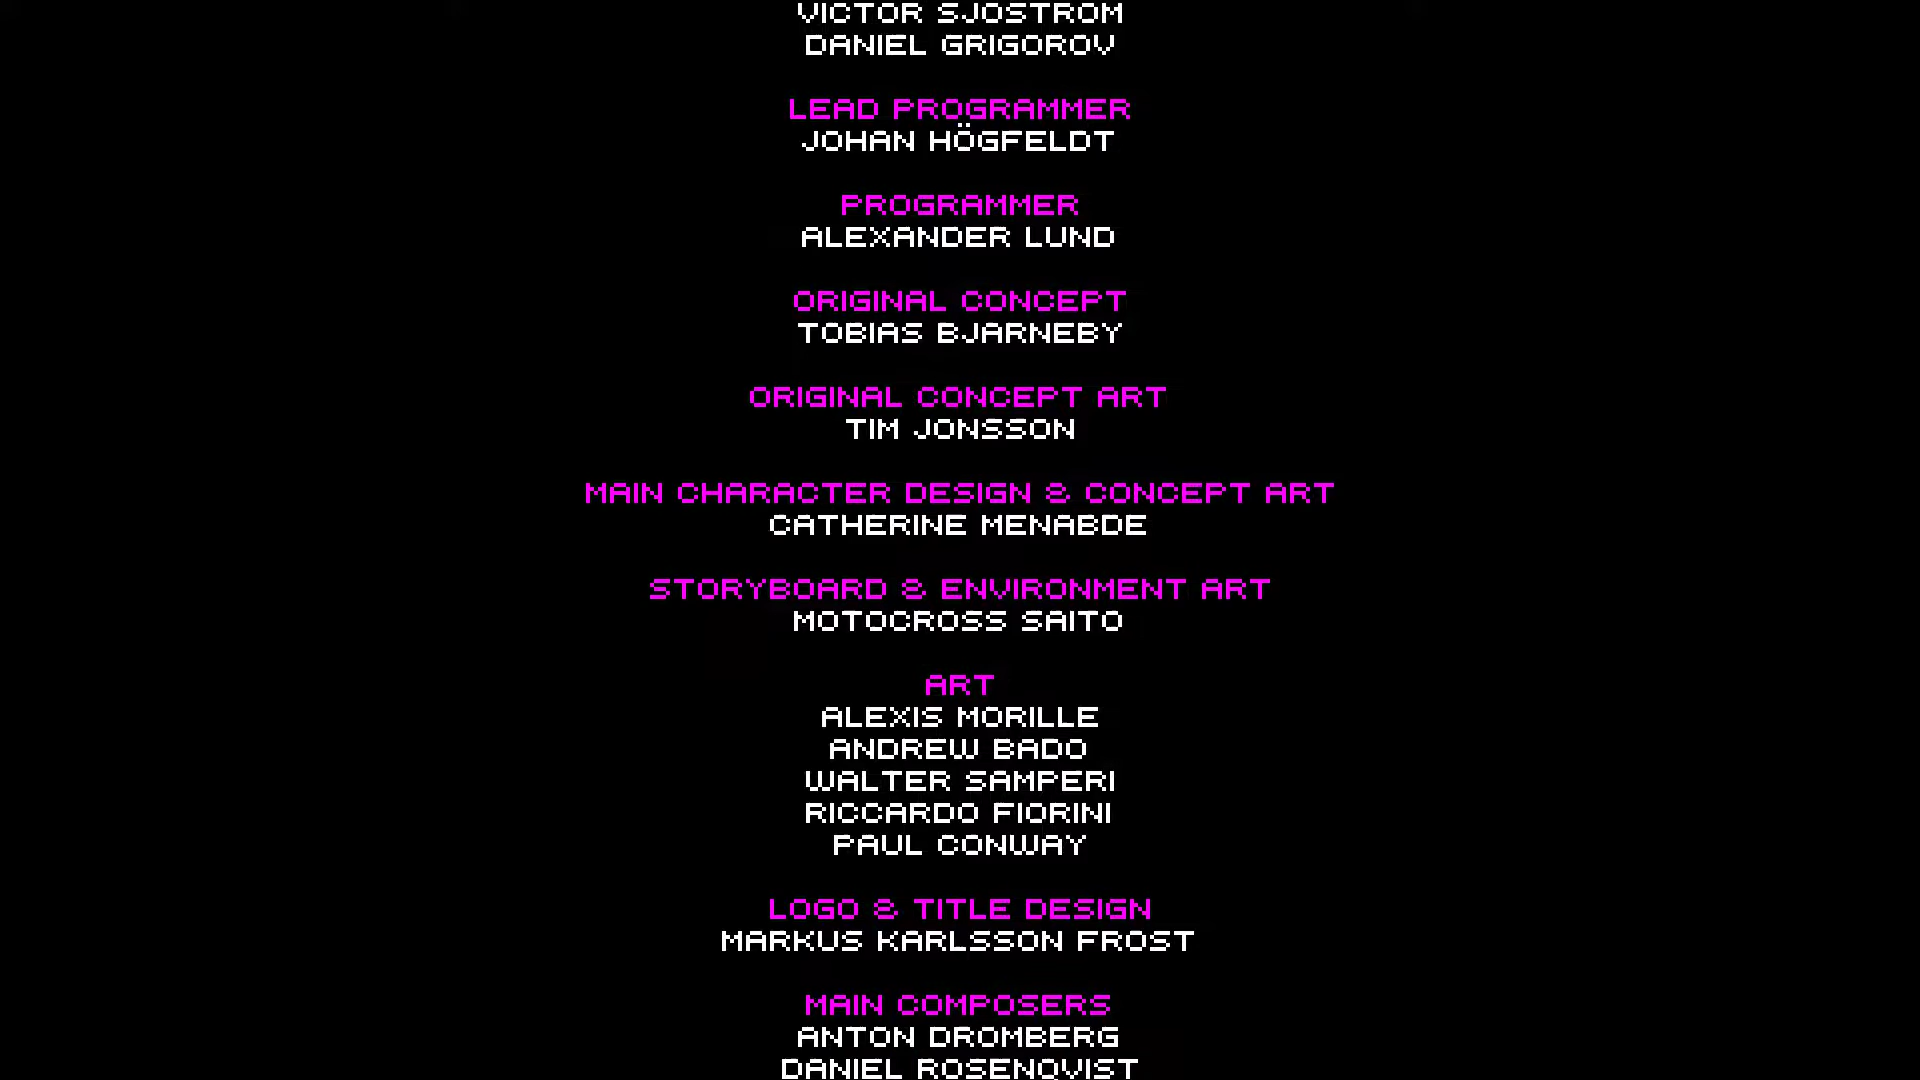 VICTOR SJOSTROM
DANIEL GRIGOROV
LEAD PROGRAMMER
JOHAN HÖGFELDT
PROGRAMMER
ALEXANDER LUND
ORIGINAL CONCEPT
TOBIAS BJARNEBY
ORIGINAL CONCEPT ART
TIM JONSSON
MAIN CHARACTER DESIGN & CONCEPT ART
CATHERINE MENABDE
STORYBOARD & ENVIRONMENT ART
MOTOCROSS SAITO
ART
ALEXIS MORILLE
ANDREW BADO
WALTER SAMPERI
RICCARDO FIORINI
PAUL CONWAY
LOGO & TITLE DESIGN
MARKUS KARLSSON FROST
MAIN COMPOSERS
ANTON DROMBERG
DANIEL ROSENQVIST